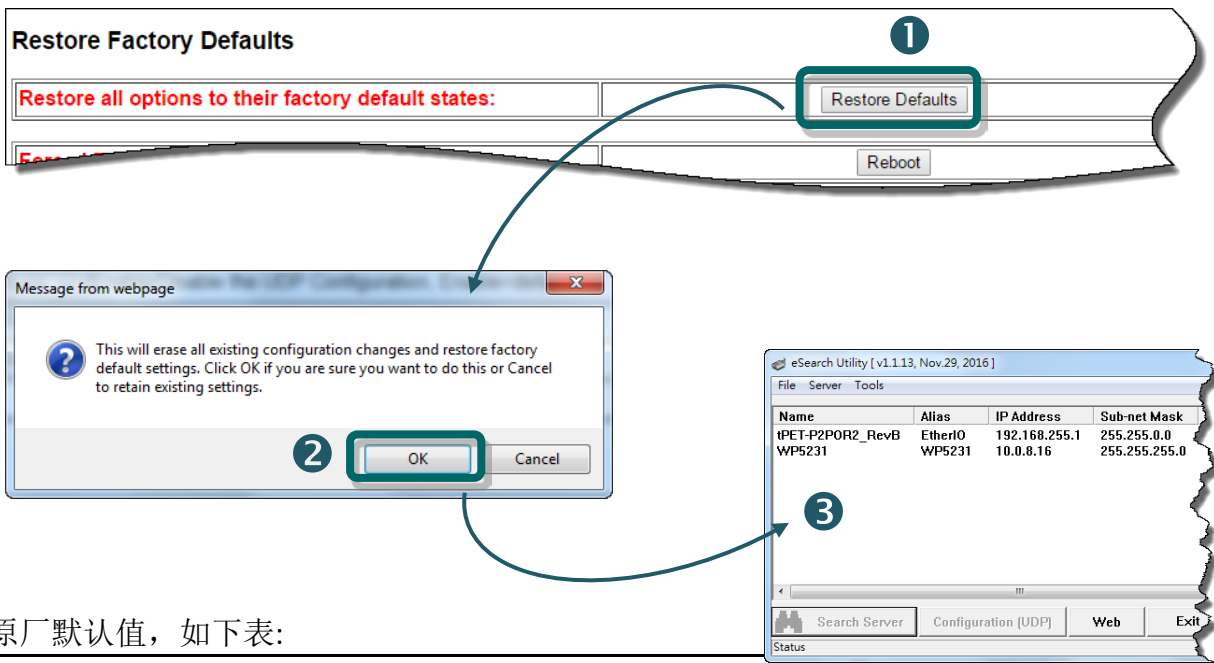 Restore Factory Defaults
❶
Restore all options to their factory default states:
Restore Defaults
Reboot
Message from webpage
This will erase all existing configuration changes and restore factory
default settings. Click OK if you are sure you want to do this or Cancel
to retain existing settings.
❷
OK
Cancel
eSearch Utility [ v1.1.13, Nov.29, 2016 ]
File Server Tools
Name Alias IP Address Sub-net Mask
tPET-P2POR2_RevB EtherIO 192.168.255.1 255.255.0.0
WP5231 WP5231 10.0.8.16 255.255.255.0
❸
Search Server
Configuration (UDP)
Web
Exit
Status
原厂默认值，如下表: